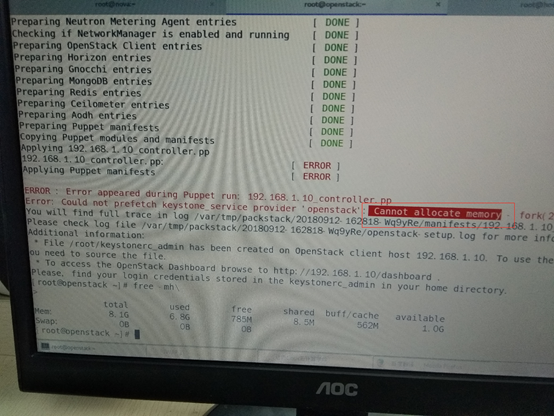 root@openstack:~
Preparing Neutron Metering Agent entries [ DONE ]
Checking if NetworkManager is enabled and running [ DONE ]
Preparing OpenStack Client entries [ DONE ]
Preparing Horizon entries [ DONE ]
Preparing Gnocchi entries [ DONE ]
Preparing MongoDB entries [ DONE ]
Preparing Redis entries [ DONE ]
Preparing Ceilometer entries [ DONE ]
Preparing Aodh entries [ DONE ]
Preparing Puppet manifests [ DONE ]
Copying Puppet modules and manifests [ DONE ]
Applying 192.168.1.10_controller.pp
192.168.1.10_controller.pp: [ ERROR ]
Applying Puppet manifests [ ERROR ]
ERROR : Error appeared during Puppet run: 192.168.1.10_controller.pp
Error: Could not prefetch keystone_service provider 'openstack': Cannot allocate memory - fork(2
You will find full trace in log /var/tmp/packstack/20180912-162818-Wq9yRe/manifests/192.168.1.10
Please check log file /var/tmp/packstack/20180912-162818-Wq9yRe/openstack-setup.log for more info
Additional information:
* File /root/keystonerc_admin has been created on OpenStack client host 192.168.1.10. To use the
ou need to source the file.
* To access the OpenStack Dashboard browse to http://192.168.1.10/dashboard .
Please, find your login credentials stored in the keystonerc_admin in your home directory.
[root@openstack ~]# free -mh\
>
total used free shared buff/cache available
Mem: 8.1G 6.8G 785M 8.5M 562M 1.0G
Swap: 0B 0B 0B
[root@openstack ~]#
AOC